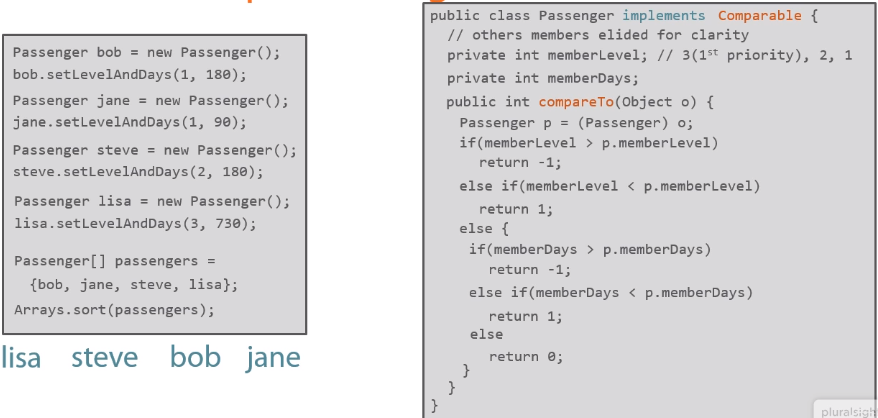 Passenger bob = new Passenger();
bob.setLevelAndDays(1, 180);
Passenger jane = new Passenger();
jane.setLevelAndDays(1, 90);
Passenger steve = new Passenger();
steve.setLevelAndDays(2, 180);
Passenger lisa = new Passenger();
lisa.setLevelAndDays(3, 730);
Passenger[] passengers =
{bob, jane, steve, lisa};
Arrays.sort(passengers);
lisa steve bob jane
public class Passenger implements Comparable {
// others members elided for clarity
private int memberLevel; // 3(1st priority), 2, 1
private int memberDays;
public int compareTo(Object o) {
Passenger p = (Passenger) o;
if(memberLevel > p.memberLevel)
return -1;
else if(memberLevel < p.memberLevel)
return 1;
else {
if(memberDays > p.memberDays)
return -1;
else if(memberDays < p.memberDays)
return 1;
else
return 0;
}
}
}
pluralsigh